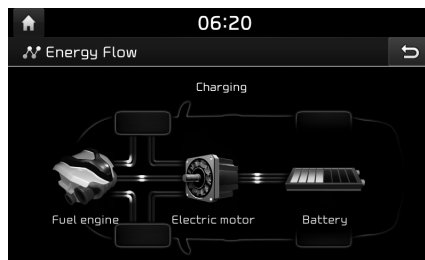 06:20
Energy Flow
Charging
Fuel engine
Electric motor
Battery